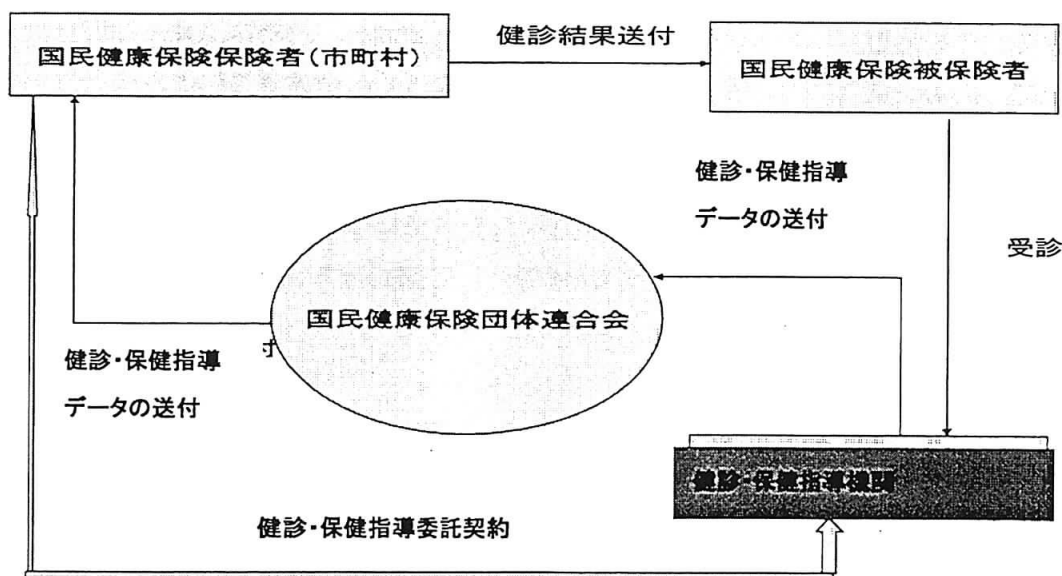 国民健康保険保険者(市町村)
健診結果送付
国民健康保険被保険者
健診・保健指導
データの送付
受診
国民健康保険団体連合会
寸
健診・保健指導
データの送付
健診・保健指導機関
健診・保健指導委託契約